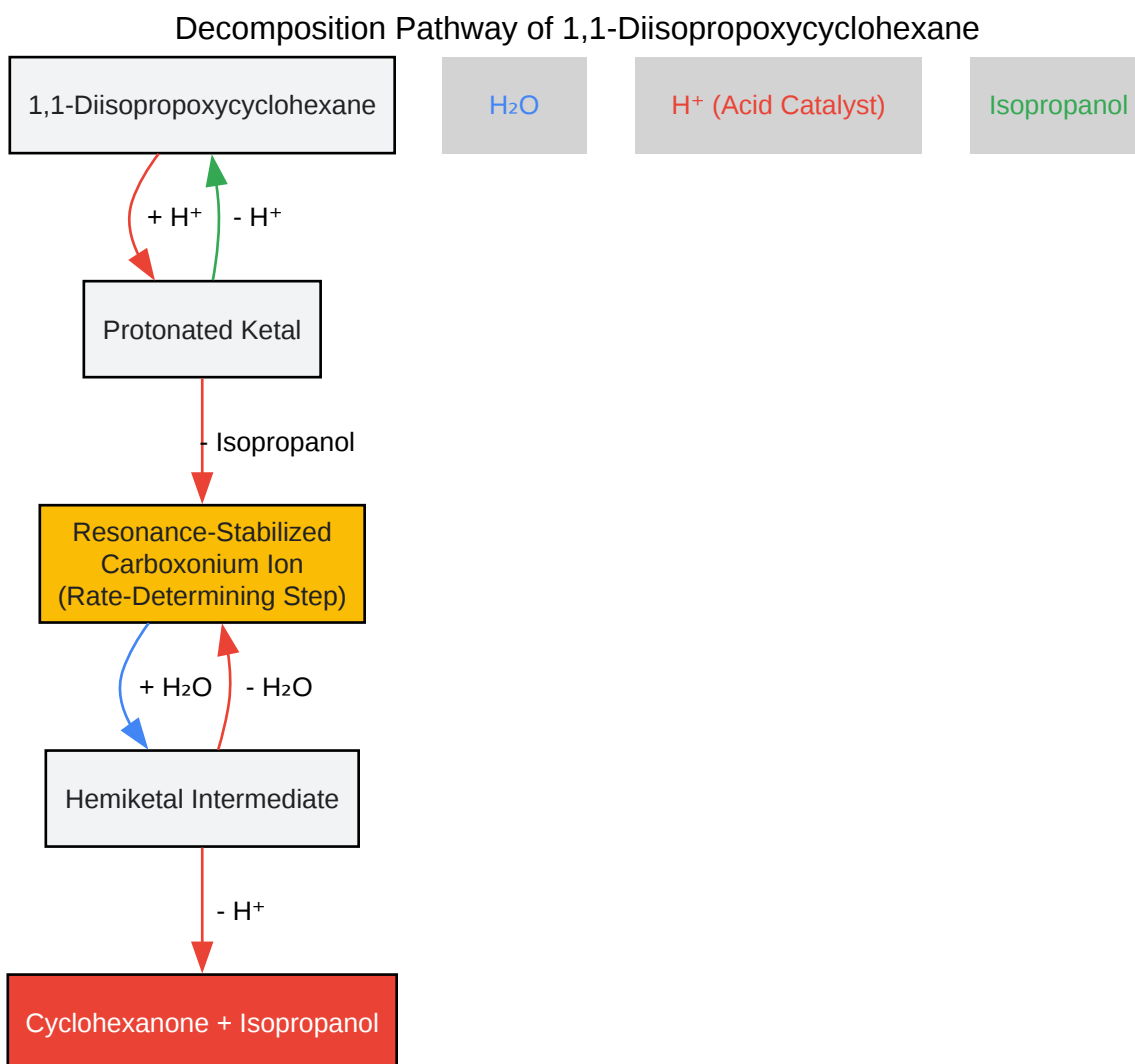 Decomposition Pathway of 1,1-Diisopropoxycyclohexane
1,1-Diisopropoxycyclohexane
H₂O
H⁺ (Acid Catalyst)
Isopropanol
+ H⁺
- H⁺
Protonated Ketal
- Isopropanol
Resonance-Stabilized
Carboxonium Ion
(Rate-Determining Step)
+ H₂O
- H₂O
Hemiketal Intermediate
- H⁺
Cyclohexanone + Isopropanol